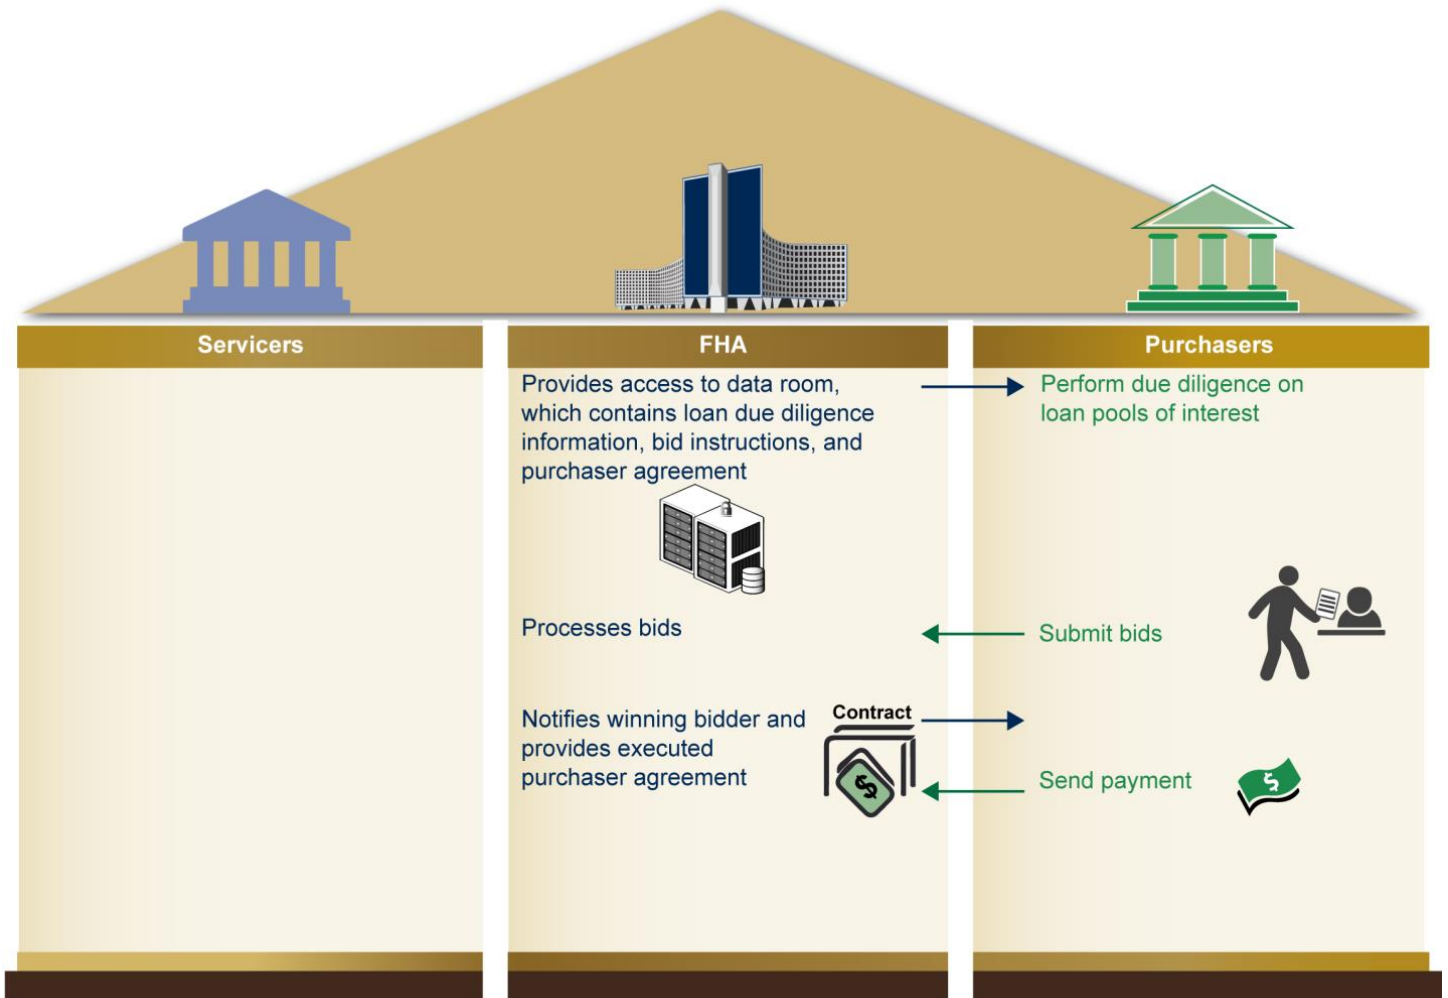 Servicers
FHA
Purchasers
Provides access to data room,
which contains loan due diligence
information, bid instructions, and
purchaser agreement
Perform due diligence on
loan pools of interest
Processes bids
Submit bids
Notifies winning bidder and
provides executed
purchaser agreement
Contract
$
Send payment
$